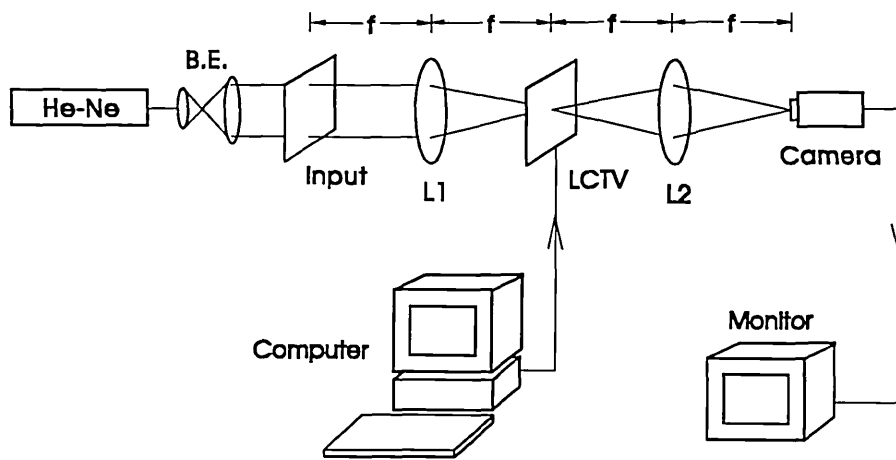 f f f f
B.E.
He-Ne
Input
L1
LCTV
L2
Camera
Computer
Monitor